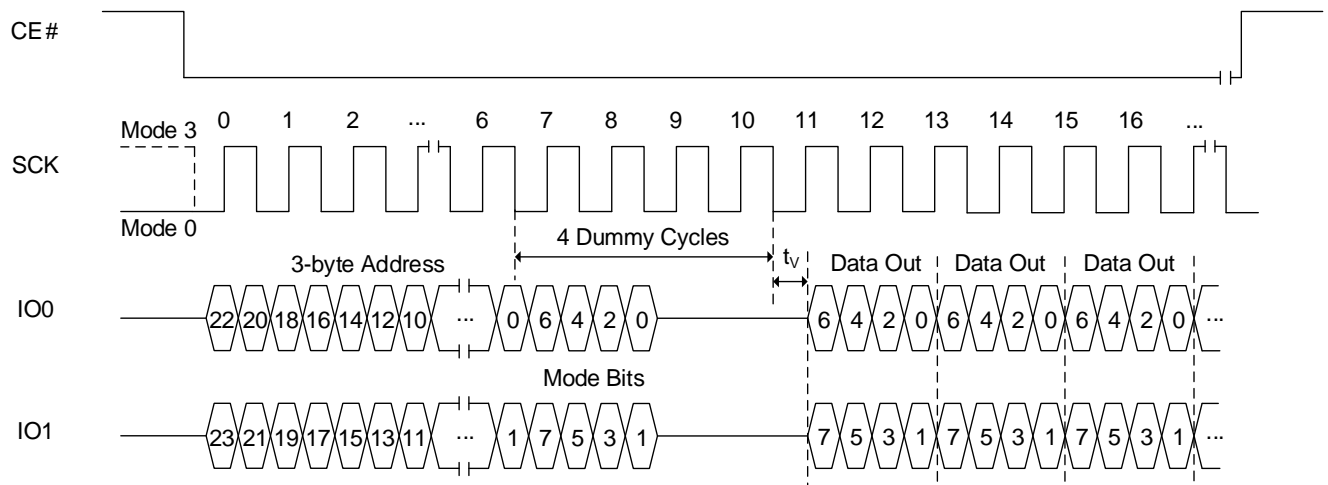 CE#
0 1 2 ... 6 7 8 9 10 11 12 13 14 15 16 ...
Mode 3
SCK
Mode 0
4 Dummy Cycles
3-byte Address tV Data Out Data Out Data Out
IO0 22 20 18 16 14 12 10 ... 0 6 4 2 0 6 4 2 0 6 4 2 0 6 4 2 0 ...
Mode Bits
IO1 23 21 19 17 15 13 11 ... 1 7 5 3 1 7 5 3 1 7 5 3 1 7 5 3 1 ...